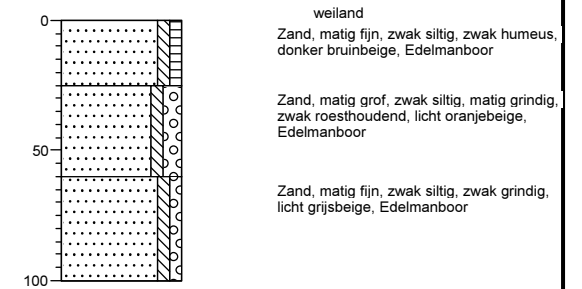 0
weiland
Zand, matig fijn, zwak siltig, zwak humeus,
donker bruinbeige, Edelmanboor
Zand, matig grof, zwak siltig, matig grindig,
zwak roesthoudend, licht oranjebeige,
Edelmanboor
50
Zand, matig fijn, zwak siltig, zwak grindig,
licht grijsbeige, Edelmanboor
100